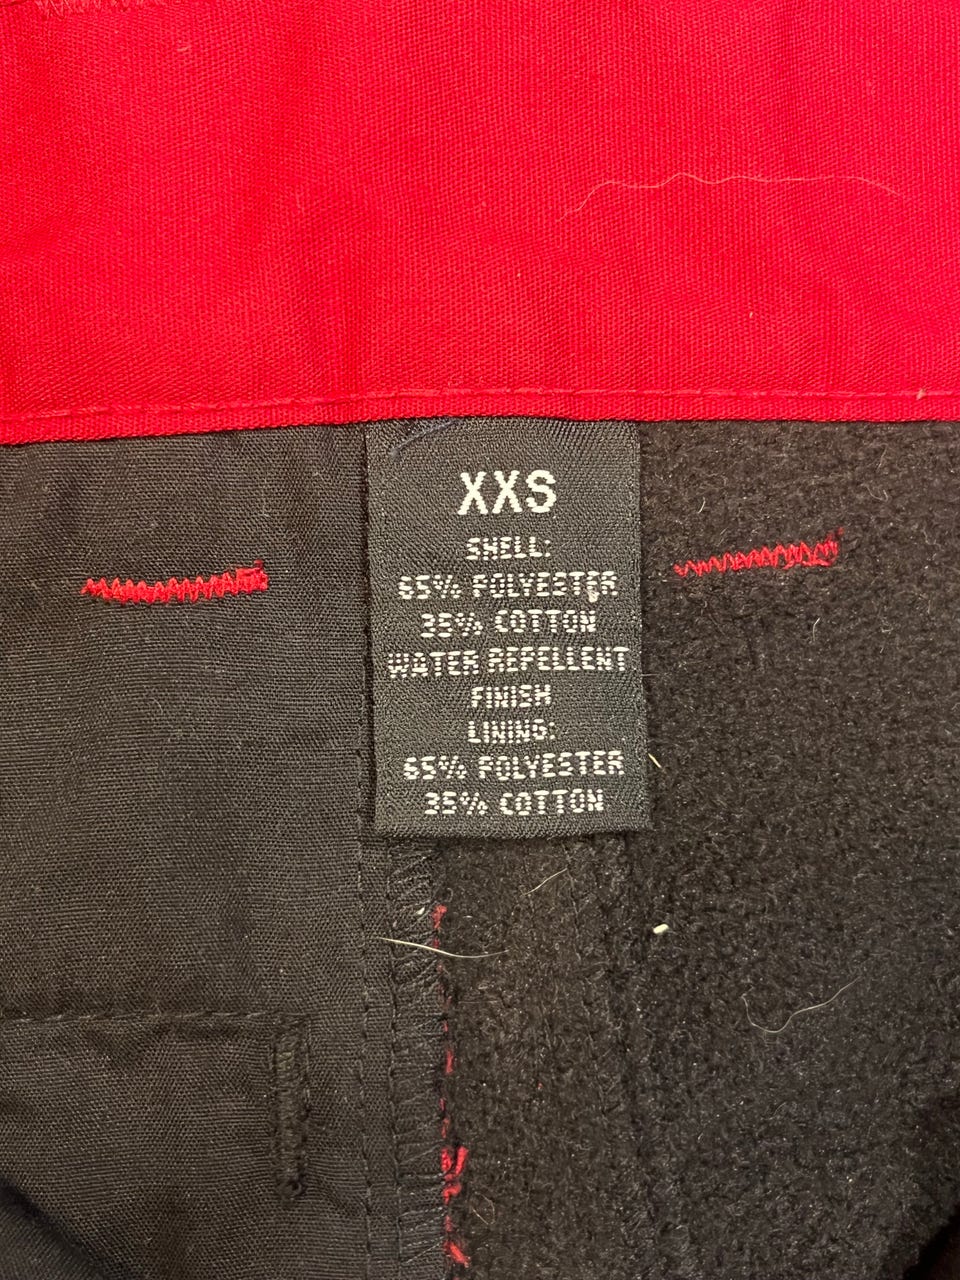 XXS
SHELL:
65% POLYESTER
35% COTTON
WATER REPELLENT
FINISH
LINING:
65% POLYESTER
35% COTTON